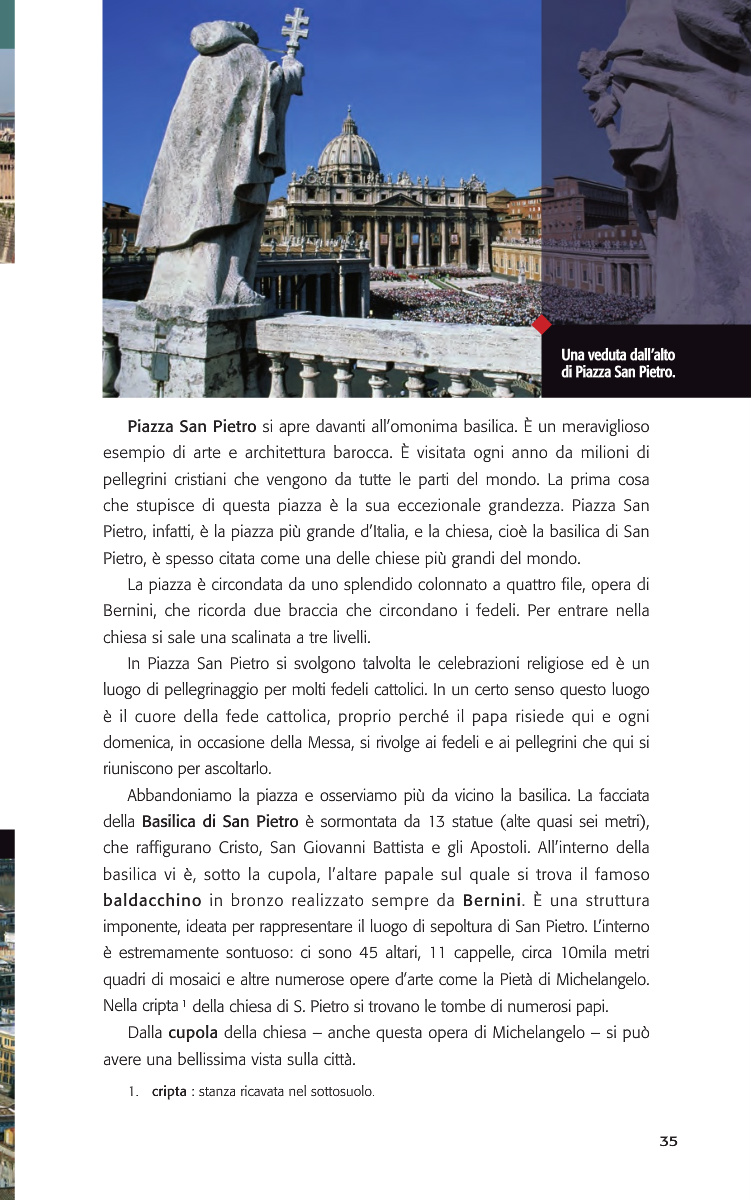 Una veduta dall’alto
di Piazza San Pietro.
Piazza San Pietro si apre davanti all’omonima basilica. È un meraviglioso
esempio di arte e architettura barocca. È visitata ogni anno da milioni di
pellegrini cristiani che vengono da tutte le parti del mondo. La prima cosa
che stupisce di questa piazza è la sua eccezionale grandezza. Piazza San
Pietro, infatti, è la piazza più grande d’Italia, e la chiesa, cioè la basilica di San
Pietro, è spesso citata come una delle chiese più grandi del mondo.
La piazza è circondata da uno splendido colonnato a quattro file, opera di
Bernini, che ricorda due braccia che circondano i fedeli. Per entrare nella
chiesa si sale una scalinata a tre livelli.
In Piazza San Pietro si svolgono talvolta le celebrazioni religiose ed è un
luogo di pellegrinaggio per molti fedeli cattolici. In un certo senso questo luogo
è il cuore della fede cattolica, proprio perché il papa risiede qui e ogni
domenica, in occasione della Messa, si rivolge ai fedeli e ai pellegrini che qui si
riuniscono per ascoltarlo.
Abbandoniamo la piazza e osserviamo più da vicino la basilica. La facciata
della Basilica di San Pietro è sormontata da 13 statue (alte quasi sei metri),
che raffigurano Cristo, San Giovanni Battista e gli Apostoli. All’interno della
basilica vi è, sotto la cupola, l’altare papale sul quale si trova il famoso
baldacchino in bronzo realizzato sempre da Bernini. È una struttura
imponente, ideata per rappresentare il luogo di sepoltura di San Pietro. L’interno
è estremamente sontuoso: ci sono 45 altari, 11 cappelle, circa 10mila metri
quadri di mosaici e altre numerose opere d’arte come la Pietà di Michelangelo.
Nella cripta ¹ della chiesa di S. Pietro si trovano le tombe di numerosi papi.
Dalla cupola della chiesa – anche questa opera di Michelangelo – si può
avere una bellissima vista sulla città.
1. cripta : stanza ricavata nel sottosuolo.
35